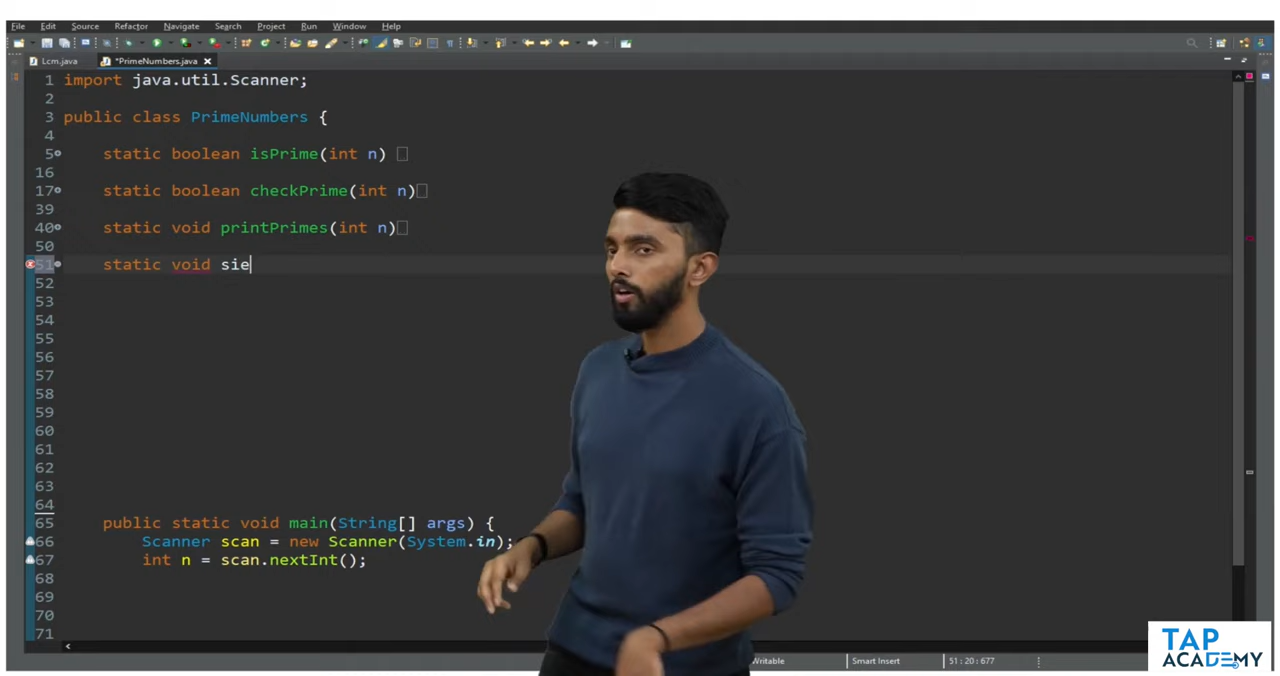 File Edit Source Refactor Navigate Search Project Run Window Help
Lcm.java *PrimeNumbers.java
1 import java.util.Scanner;
2
3 public class PrimeNumbers {
4
5 static boolean isPrime(int n)
16
17 static boolean checkPrime(int n)
39
40 static void printPrimes(int n)
50
51 static void sie
52
53
54
55
56
57
58
59
60
61
62
63
64
65 public static void main(String[] args) {
66 Scanner scan = new Scanner(System.in);
67 int n = scan.nextInt();
68
69
70
71
Writable Smart Insert 51 : 20 : 677
TAP
ACADEMY